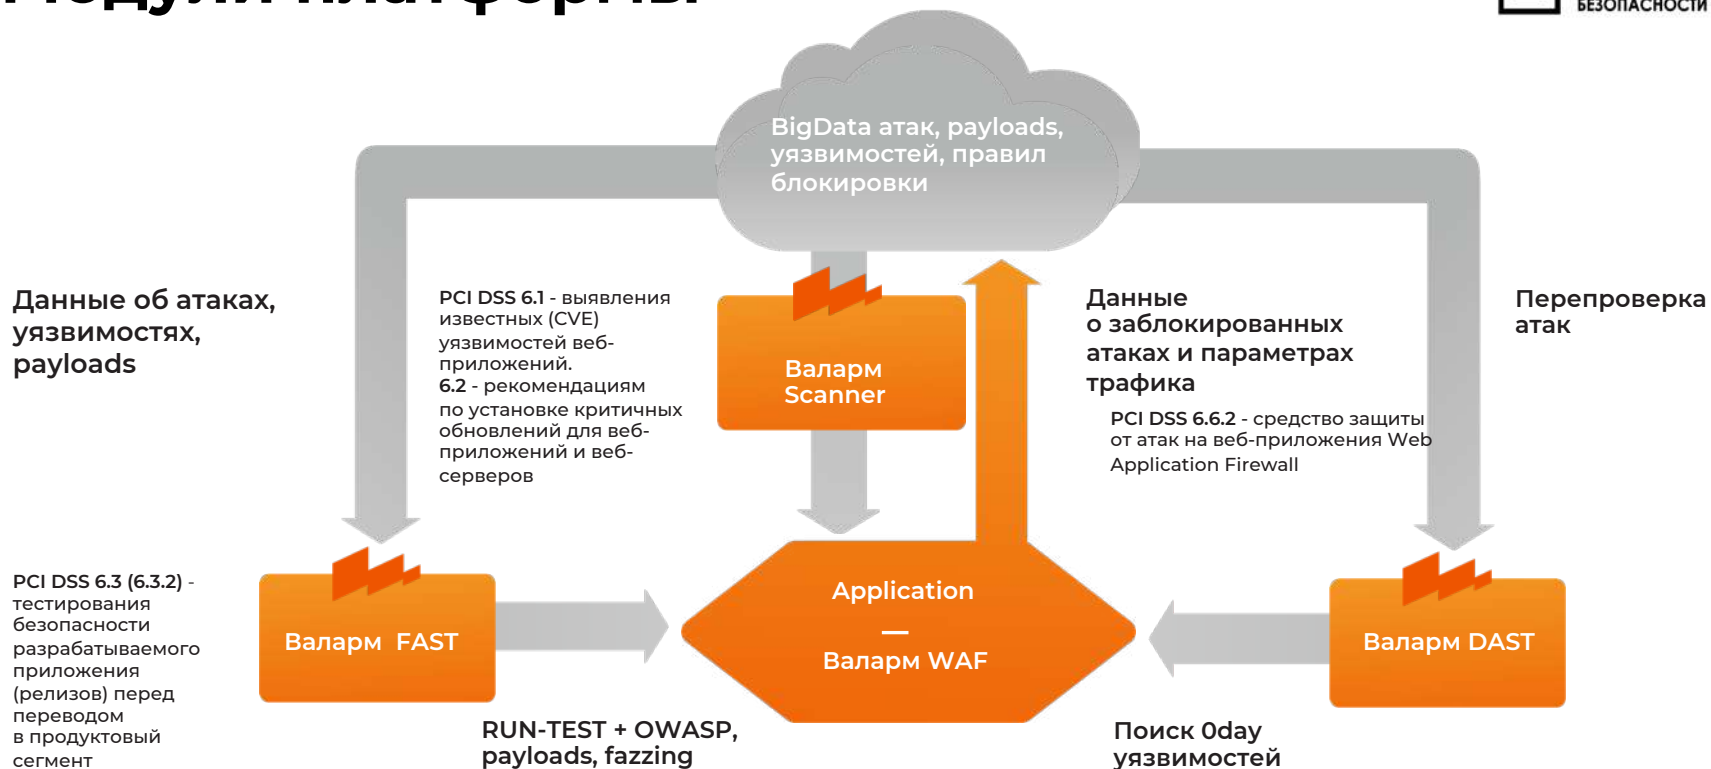 Модули платформы
БЕЗОПАСНОСТИ
BigData атак, payloads,
уязвимостей, правил
блокировки
Данные об атаках,
уязвимостях,
payloads
PCI DSS 6.1 - выявления
известных (CVE)
уязвимостей веб-
приложений.
6.2 - рекомендациям
по установке критичных
обновлений для веб-
приложений и веб-
серверов
Валарм
Scanner
Данные
о заблокированных
атаках и параметрах
трафика
PCI DSS 6.6.2 - средство защиты
от атак на веб-приложения Web
Application Firewall
Перепроверка
атак
PCI DSS 6.3 (6.3.2) -
тестирования
безопасности
разрабатываемого
приложения
(релизов) перед
переводом
в продуктовый
сегмент
Валарм FAST
Application
—
Валарм WAF
Валарм DAST
RUN-TEST + OWASP,
payloads, fazzing
Поиск 0day
уязвимостей